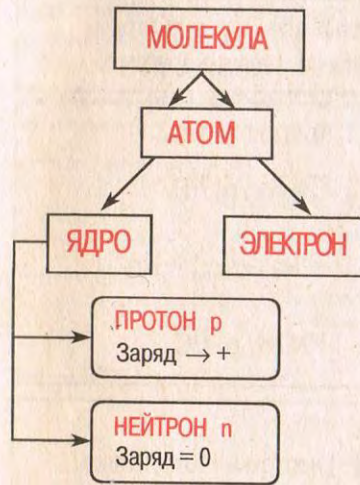 МОЛЕКУЛА
АТОМ
ЯДРО
ЭЛЕКТРОН
ПРОТОН p
Заряд → +
НЕЙТРОН n
Заряд = 0